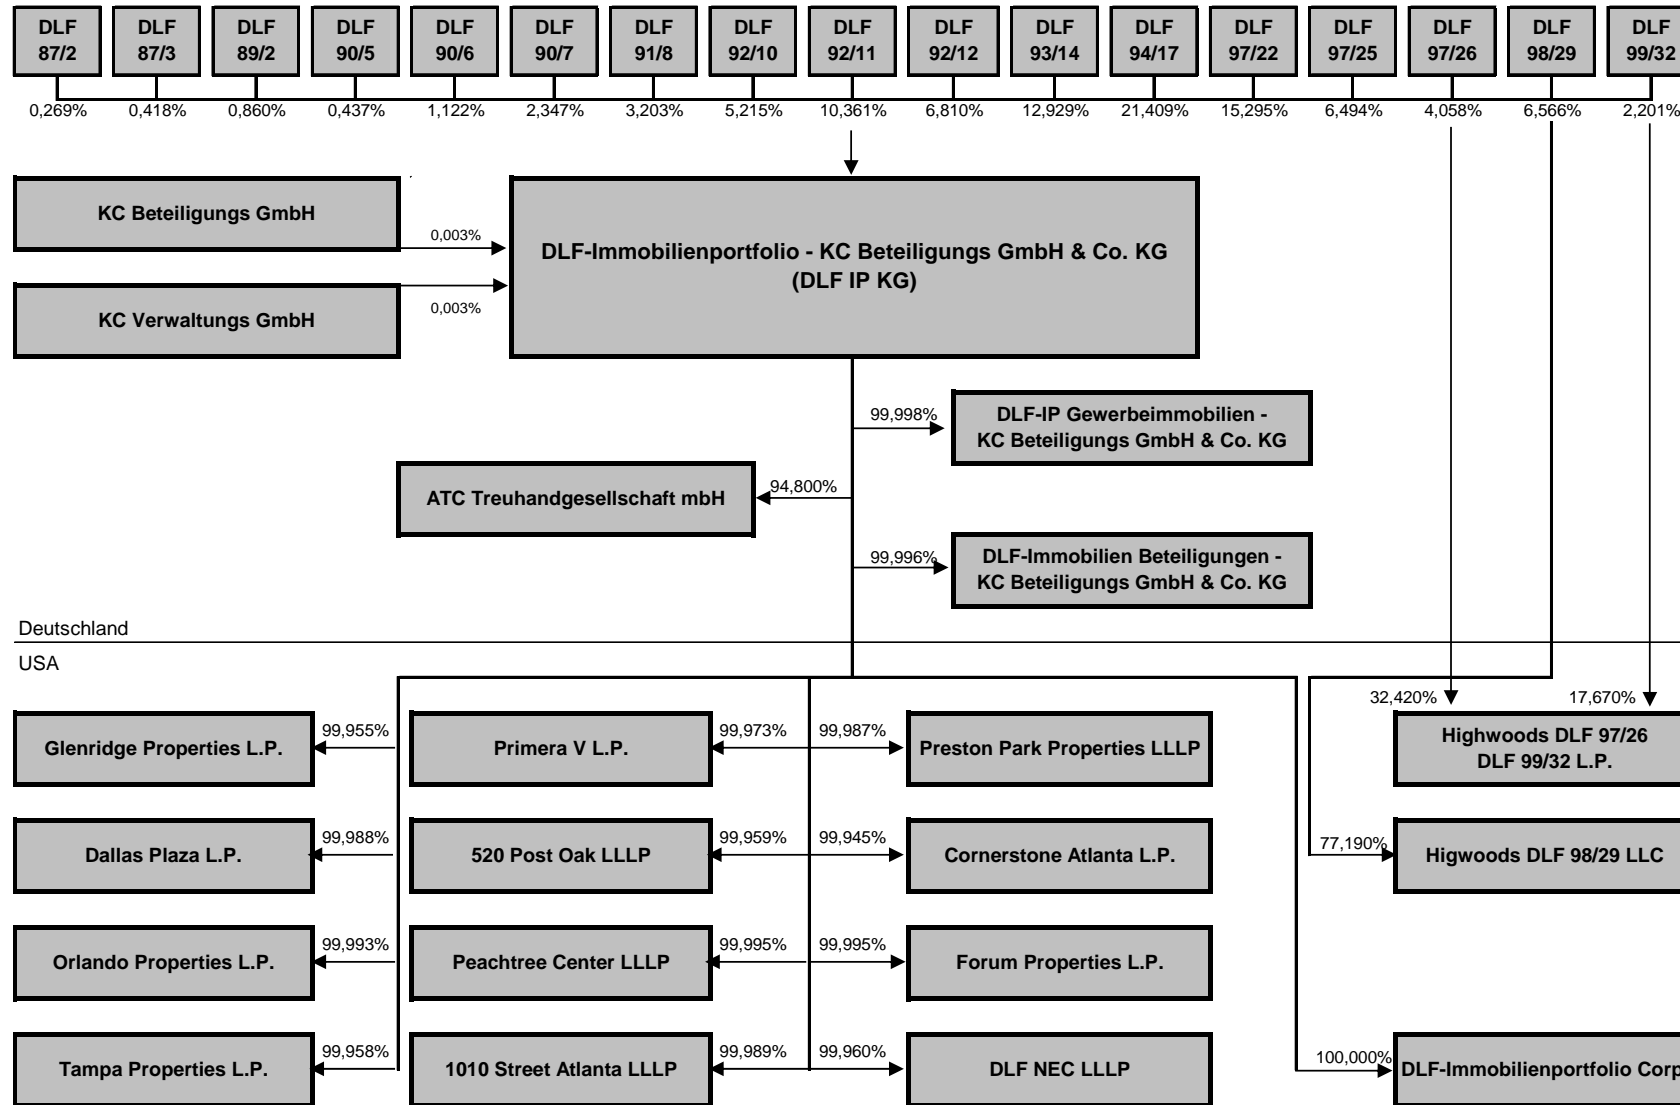 DLF DLF DLF DLF DLF DLF DLF DLF DLF DLF DLF DLF DLF DLF DLF DLF DLF
87/2 87/3 89/2 90/5 90/6 90/7 91/8 92/10 92/11 92/12 93/14 94/17 97/22 97/25 97/26 98/29 99/32
0,269% 0,418% 0,860% 0,437% 1,122% 2,347% 3,203% 5,215% 10,361% 6,810% 12,929% 21,409% 15,295% 6,494% 4,058% 6,566% 2,201%
KC Beteiligungs GmbH
0,003%
DLF-Immobilienportfolio - KC Beteiligungs GmbH & Co. KG
(DLF IP KG)
KC Verwaltungs GmbH
0,003%
99,998%
DLF-IP Gewerbeimmobilien -
KC Beteiligungs GmbH & Co. KG
ATC Treuhandgesellschaft mbH
94,800%
99,996%
DLF-Immobilien Beteiligungen -
KC Beteiligungs GmbH & Co. KG
Deutschland
USA
32,420% 17,670%
Glenridge Properties L.P. 99,955% Primera V L.P. 99,973% 99,987% Preston Park Properties LLLP
Highwoods DLF 97/26
DLF 99/32 L.P.
Dallas Plaza L.P. 99,988% 520 Post Oak LLLP 99,959% 99,945% Cornerstone Atlanta L.P. 77,190% Higwoods DLF 98/29 LLC
Orlando Properties L.P. 99,993% Peachtree Center LLLP 99,995% 99,995% Forum Properties L.P.
Tampa Properties L.P. 99,958% 1010 Street Atlanta LLLP 99,989% 99,960% DLF NEC LLLP 100,000% DLF-Immobilienportfolio Corp